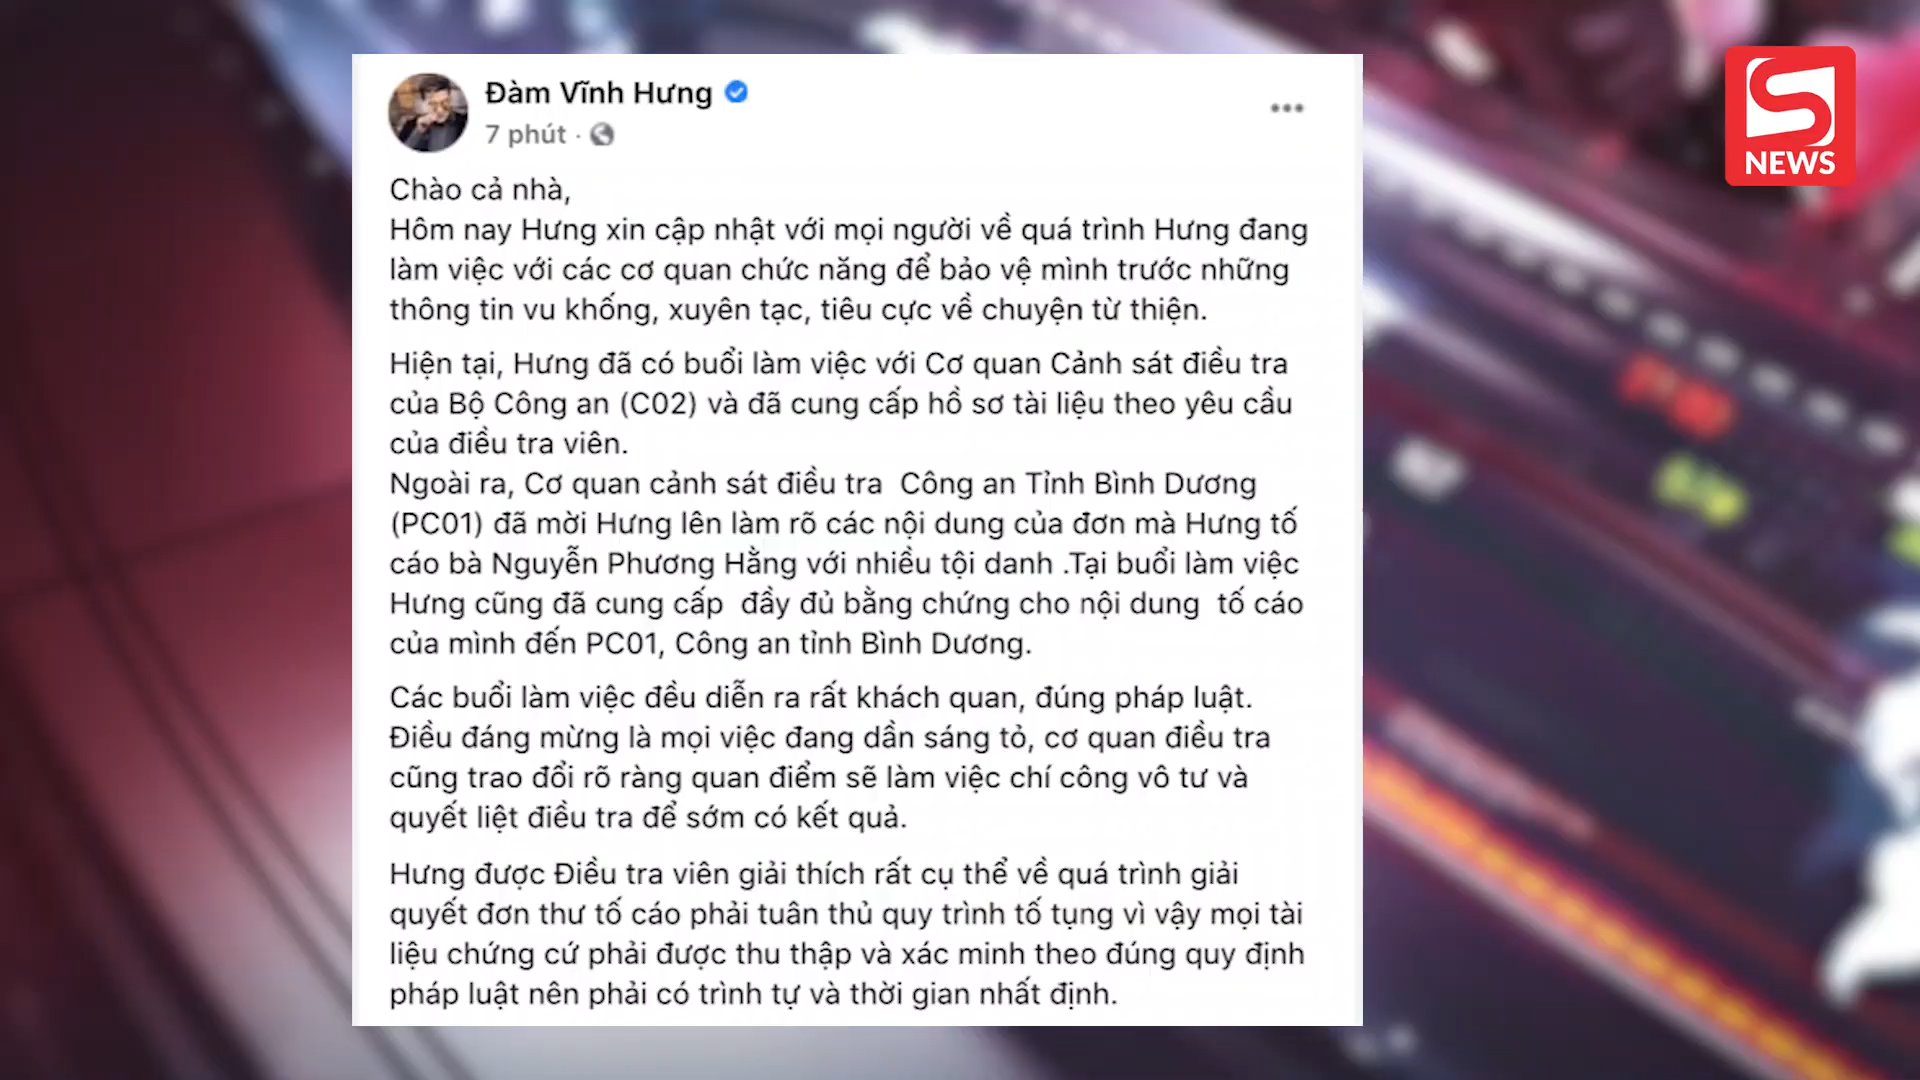 Đàm Vĩnh Hưng
7 phút ·
Chào cả nhà,
Hôm nay Hưng xin cập nhật với mọi người về quá trình Hưng đang
làm việc với các cơ quan chức năng để bảo vệ mình trước những
thông tin vu khống, xuyên tạc, tiêu cực về chuyện từ thiện.
Hiện tại, Hưng đã có buổi làm việc với Cơ quan Cảnh sát điều tra
của Bộ Công an (C02) và đã cung cấp hồ sơ tài liệu theo yêu cầu
của điều tra viên.
Ngoài ra, Cơ quan cảnh sát điều tra  Công an Tỉnh Bình Dương
(PC01) đã mời Hưng lên làm rõ các nội dung của đơn mà Hưng tố
cáo bà Nguyễn Phương Hằng với nhiều tội danh .Tại buổi làm việc
Hưng cũng đã cung cấp  đầy đủ bằng chứng cho nội dung  tố cáo
của mình đến PC01, Công an tỉnh Bình Dương.
Các buổi làm việc đều diễn ra rất khách quan, đúng pháp luật.
Điều đáng mừng là mọi việc đang dần sáng tỏ, cơ quan điều tra
cũng trao đổi rõ ràng quan điểm sẽ làm việc chí công vô tư và
quyết liệt điều tra để sớm có kết quả.
Hưng được Điều tra viên giải thích rất cụ thể về quá trình giải
quyết đơn thư tố cáo phải tuân thủ quy trình tố tụng vì vậy mọi tài
liệu chứng cứ phải được thu thập và xác minh theo đúng quy định
pháp luật nên phải có trình tự và thời gian nhất định.
S
NEWS